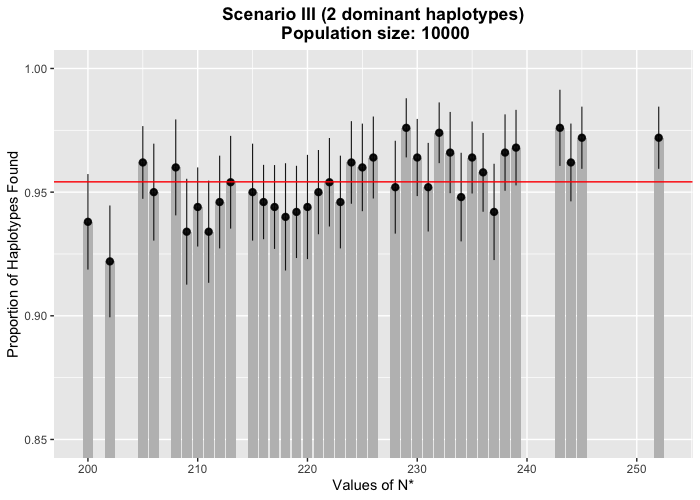 Scenario III (2 dominant haplotypes)
Population size: 10000
Proportion of Haplotypes Found
1.00
0.95
0.90
0.85
200 210 220 230 240 250
Values of N*